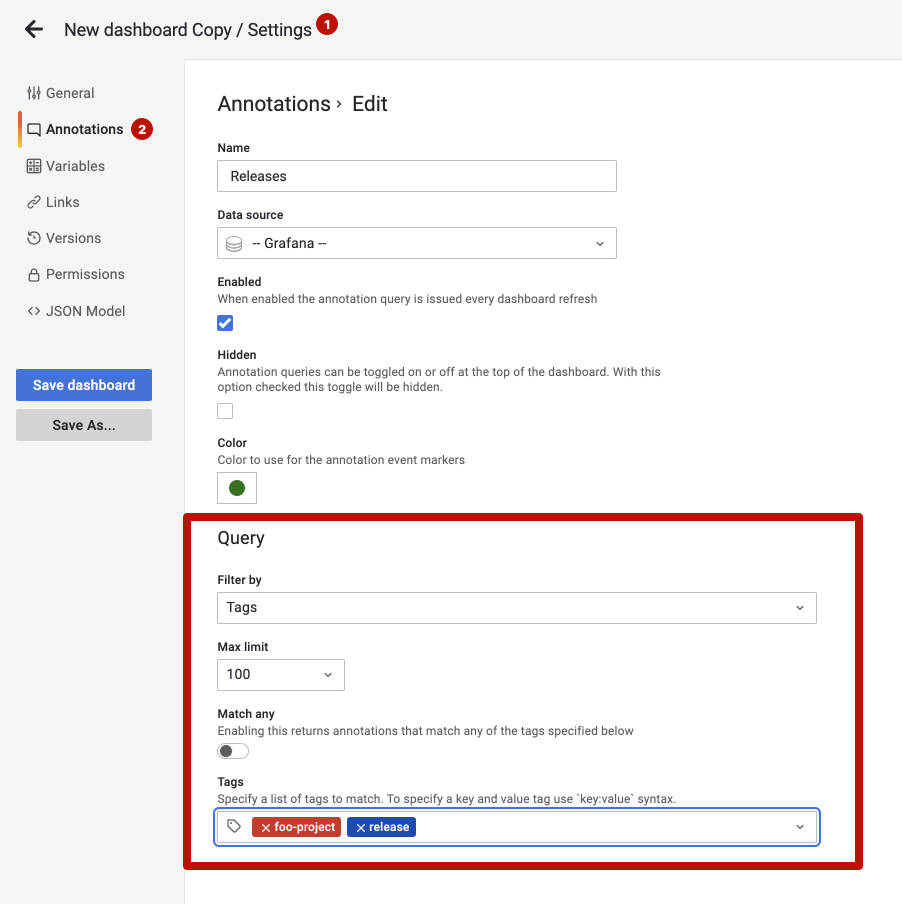 New dashboard Copy / Settings 1
General
Annotations 2
Variables
Links
Versions
Permissions
JSON Model
Save dashboard
Save As...
Annotations › Edit
Name
Releases
Data source
-- Grafana --
Enabled
When enabled the annotation query is issued every dashboard refresh
Hidden
Annotation queries can be toggled on or off at the top of the dashboard. With this
option checked this toggle will be hidden.
Color
Color to use for the annotation event markers
Query
Filter by
Tags
Max limit
100
Match any
Enabling this returns annotations that match any of the tags specified below
Tags
Specify a list of tags to match. To specify a key and value tag use `key:value` syntax.
foo-project release